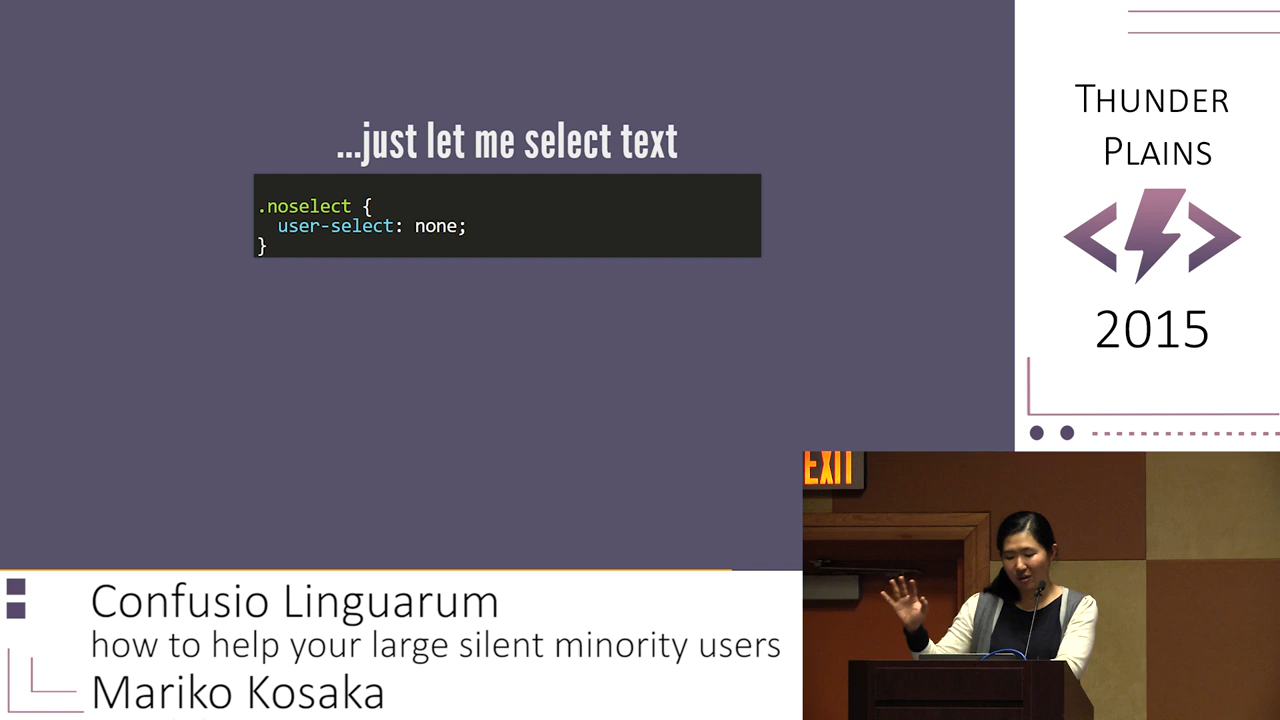 ...just let me select text
.noselect {
user-select: none;
}
THUNDER
PLAINS
2015
EXIT
Confusio Linguarum
how to help your large silent minority users
Mariko Kosaka